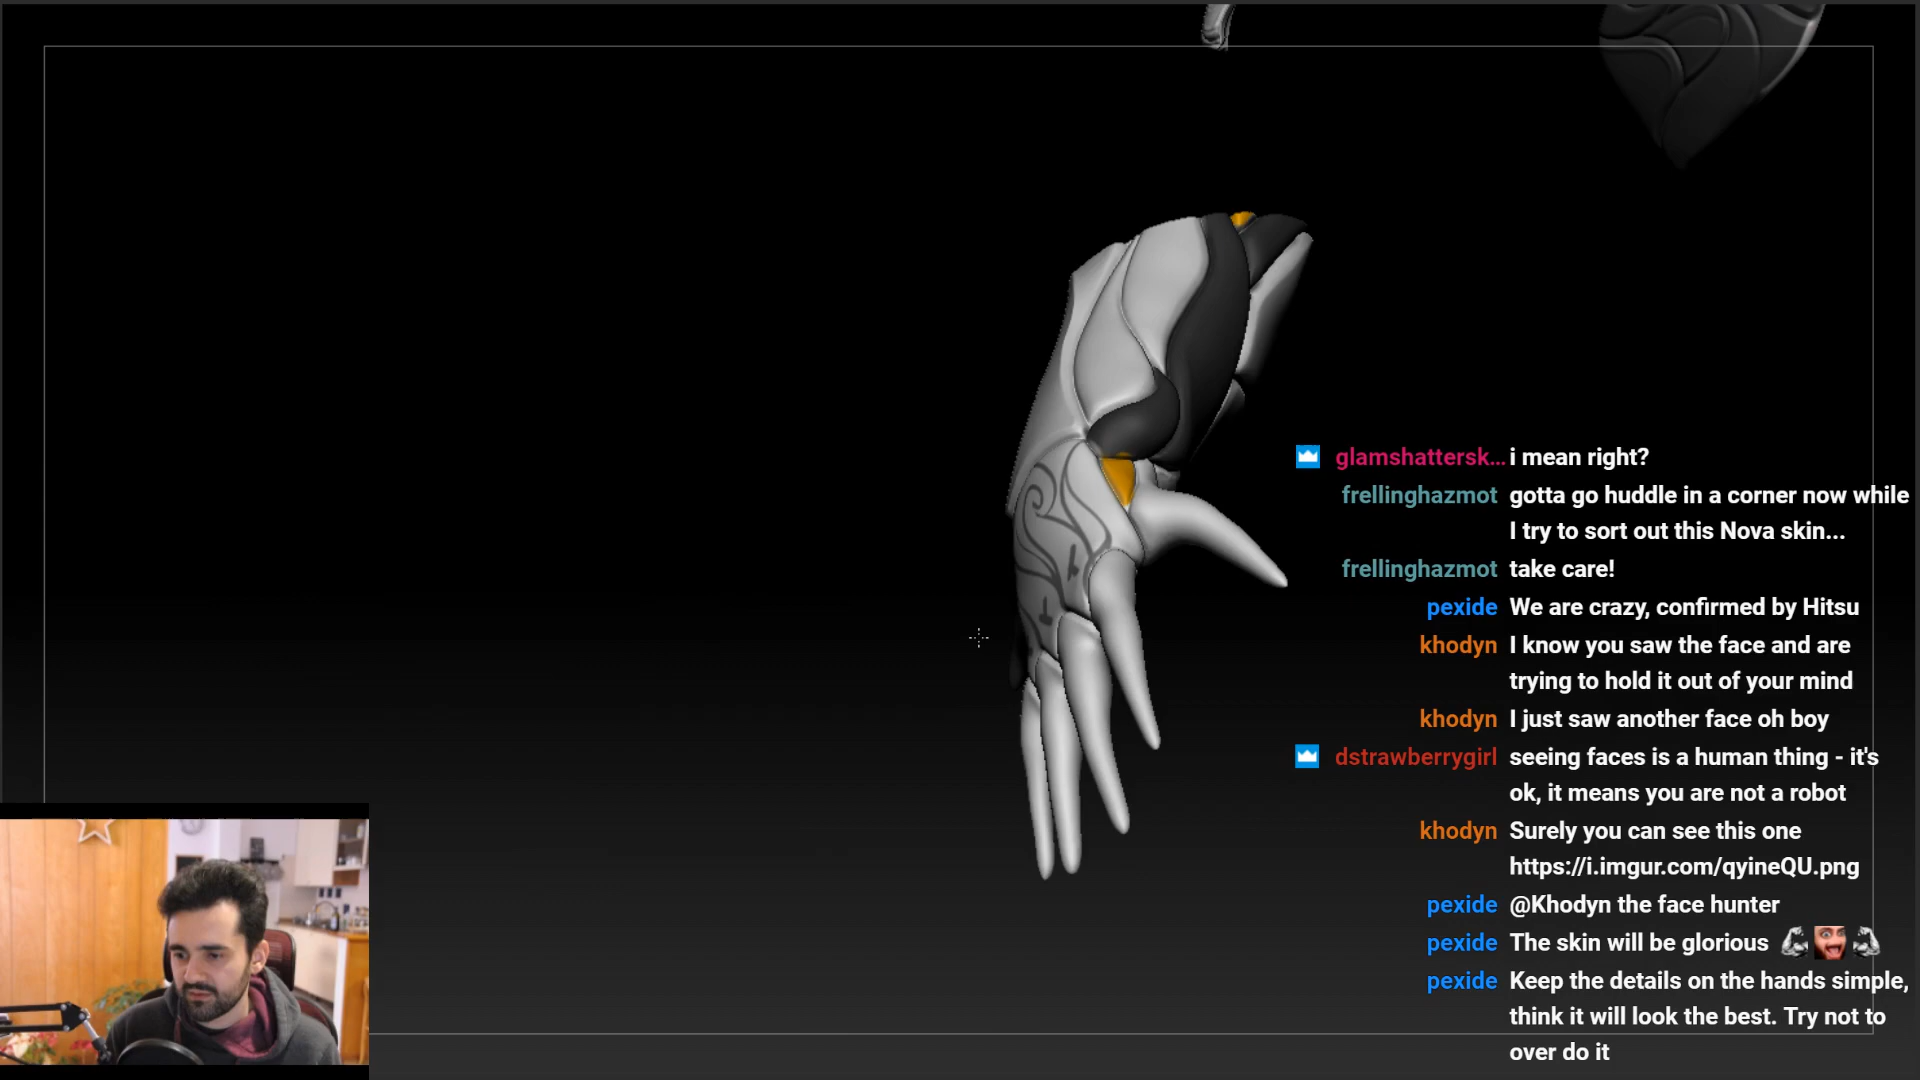 glamshattersk... i mean right?
frellinghazmot gotta go huddle in a corner now while
I try to sort out this Nova skin...
frellinghazmot take care!
pexide We are crazy, confirmed by Hitsu
khodyn I know you saw the face and are
trying to hold it out of your mind
khodyn I just saw another face oh boy
dstrawberrygirl seeing faces is a human thing - it's
ok, it means you are not a robot
khodyn Surely you can see this one
https://i.imgur.com/qyineQU.png
pexide @Khodyn the face hunter
pexide The skin will be glorious
pexide Keep the details on the hands simple,
think it will look the best. Try not to
over do it